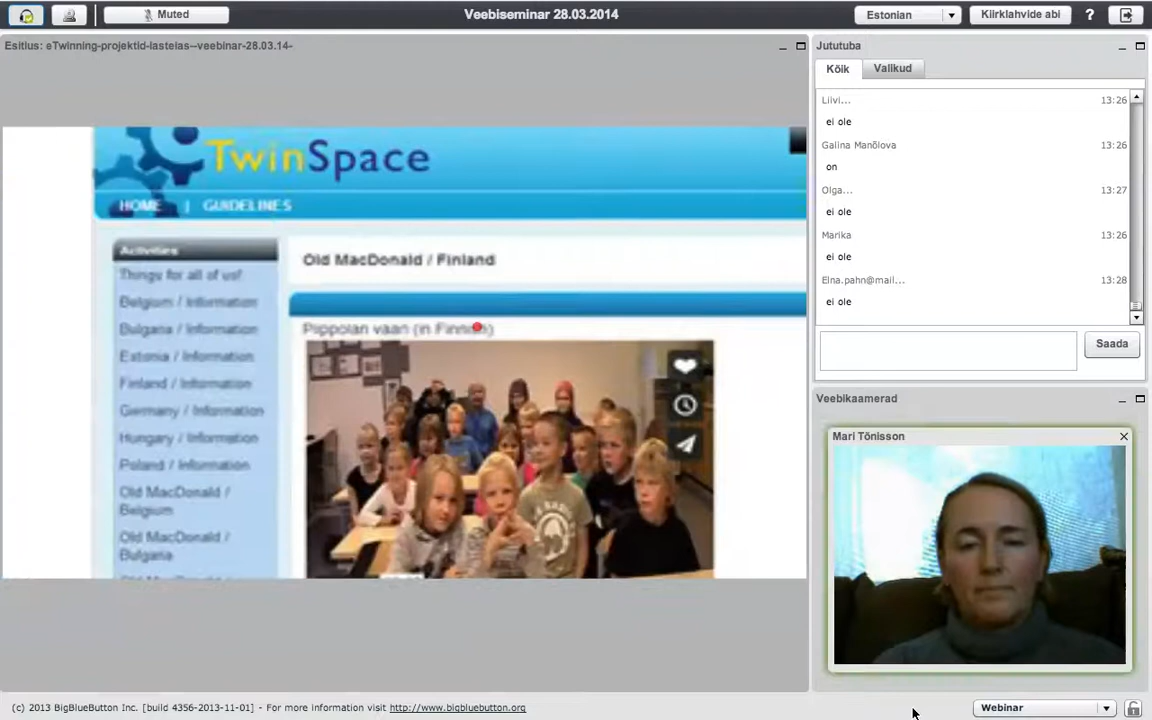 Muted
Veebiseminar 28.03.2014
Estonian
Kiirklahvide abi
?
Esitlus: eTwinning-projektid-lasteias--veebinar-28.03.14-
TwinSpace
HOME | GUIDELINES
Activities
Things for all of us!
Belgium / Information
Bulgaria / Information
Estonia / Information
Finland / Information
Germany / Information
Hungary / Information
Poland / Information
Old MacDonald /
Belgium
Old MacDonald /
Bulgaria
Old MacDonald / Finland
Piippolan vaari (in Finnish)
Jututuba
Kõik
Valikud
Liivi... 13:26
ei ole
Galina Manõlova 13:26
on
Olga... 13:27
ei ole
Marika 13:26
ei ole
Elna.pahn@mail... 13:28
ei ole
Saada
Veebikaamerad
Mari Tõnisson
(c) 2013 BigBlueButton Inc. [build 4356-2013-11-01] - For more information visit http://www.bigbluebutton.org
Webinar